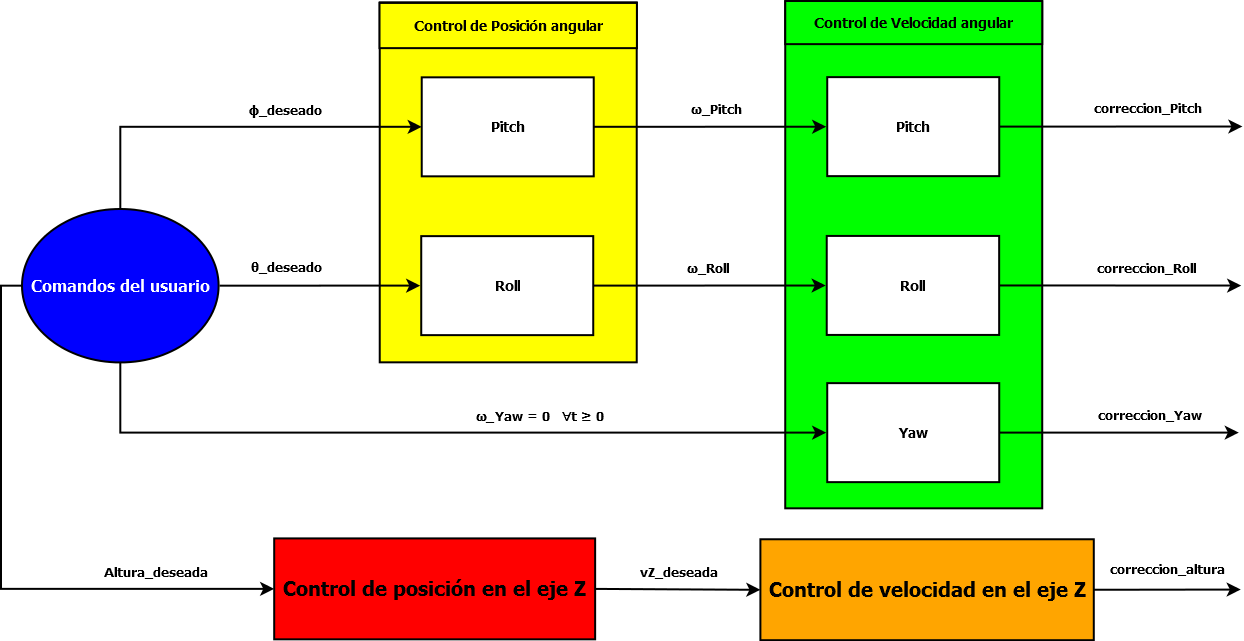 Control de Posición angular
Control de Velocidad angular
ϕ_deseado
Pitch
ω_Pitch
Pitch
correccion_Pitch
Comandos del usuario
θ_deseado
Roll
ω_Roll
Roll
correccion_Roll
ω_Yaw = 0 ∀t ≥ 0
Yaw
correccion_Yaw
Altura_deseada
Control de posición en el eje Z
vZ_deseada
Control de velocidad en el eje Z
correccion_altura